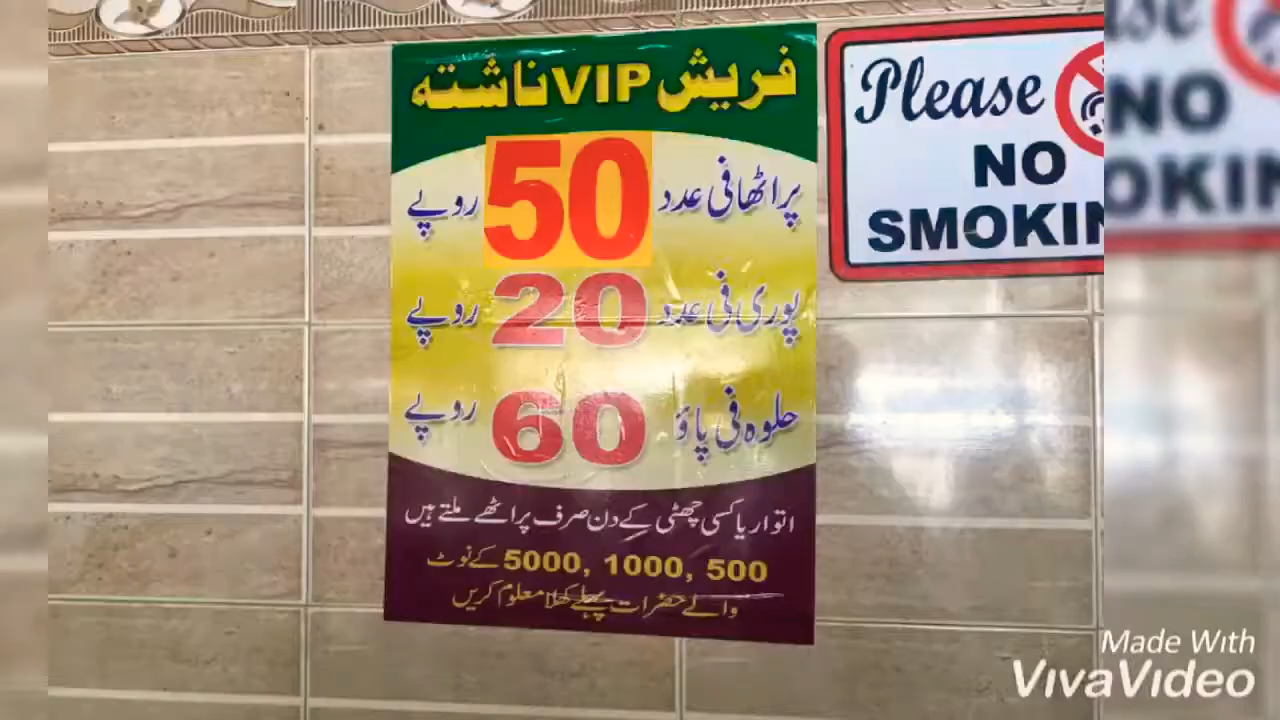 فریش VIP ناشتہ
پراٹھا فی عدد 50 روپے
پوری فی عدد 20 روپے
حلوہ فی پاؤ 60 روپے
اتوار یا کسی چھٹی کے دن صرف پراٹھے ملتے ہیں
500 ,1000 ,5000 کے نوٹ
والے حضرات پہلے کھلا معلوم کریں
Please
NO
SMOKIN
Made With
VivaVideo